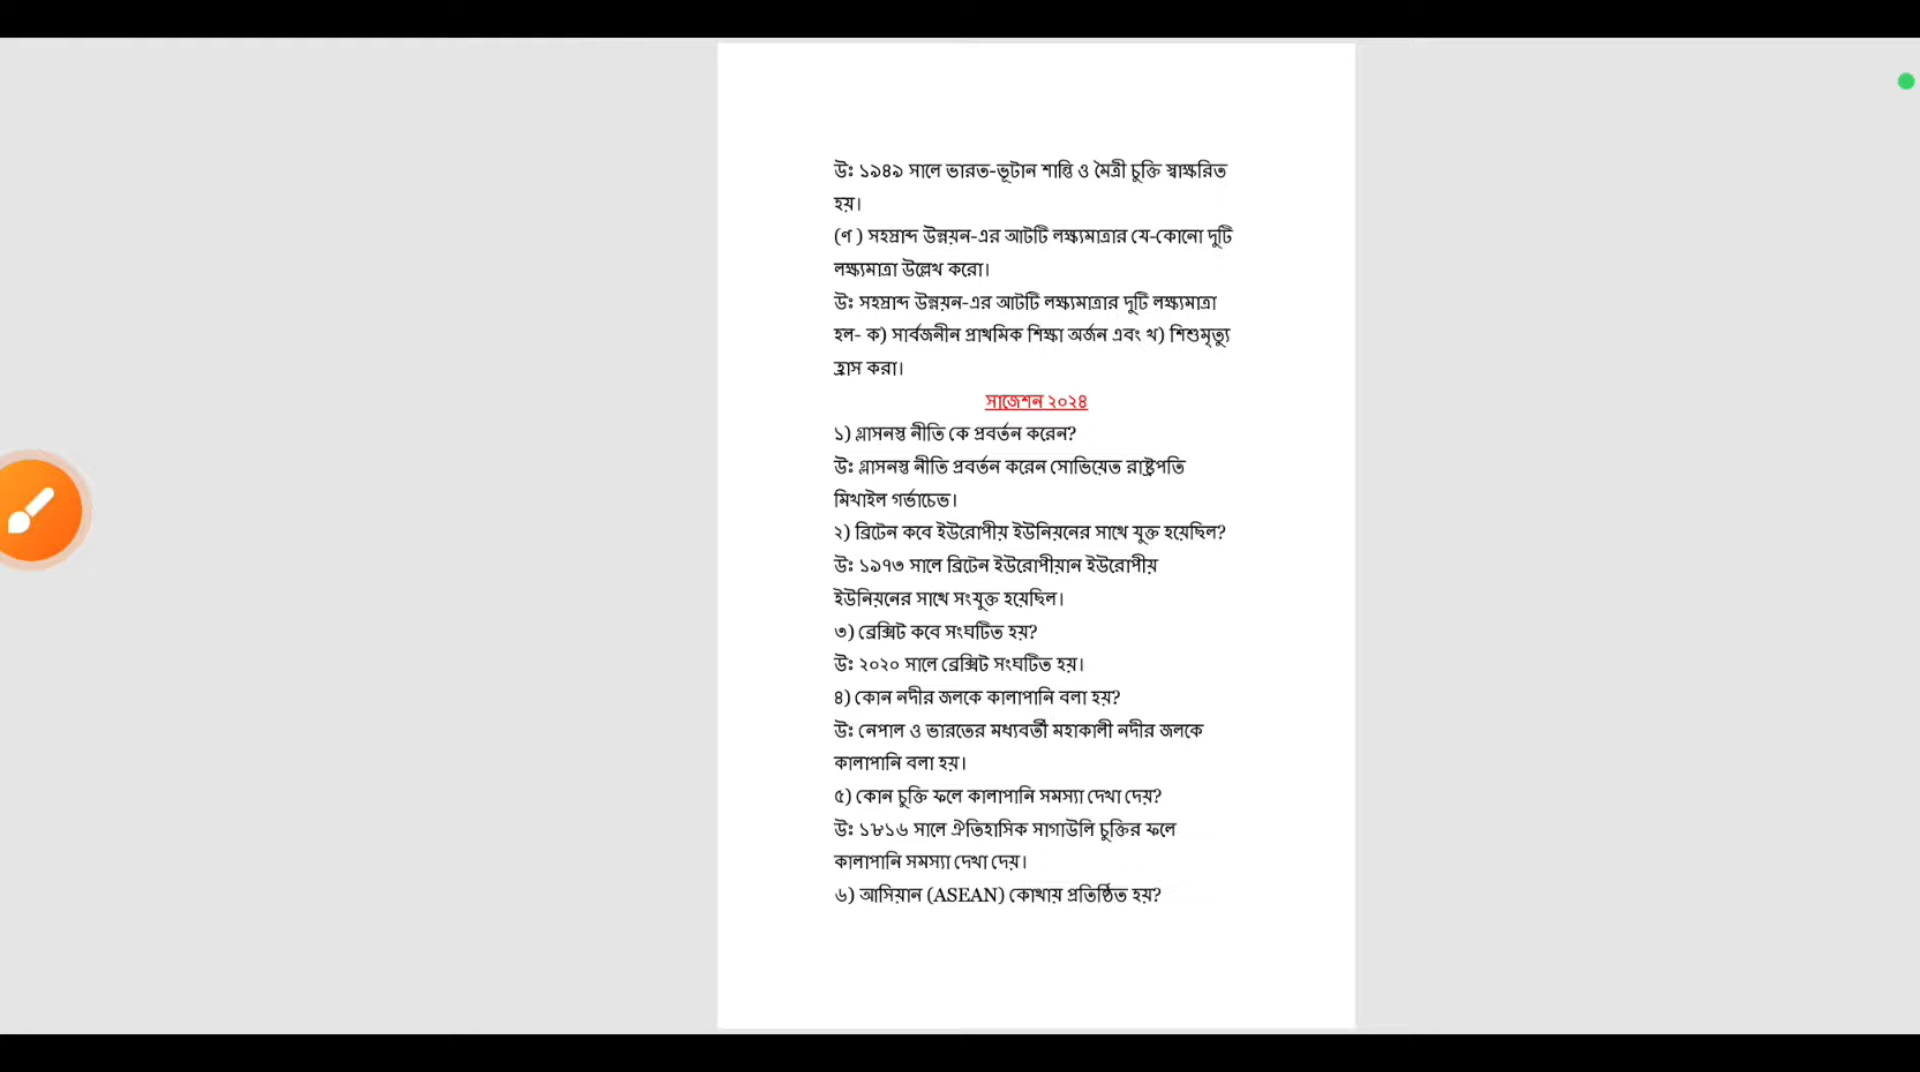 উঃ ১৯৪৯ সালে ভারত-ভূটান শান্তি ও মৈত্রী চুক্তি স্বাক্ষরিত
হয়।
(ণ ) সহস্রাব্দ উন্নয়ন-এর আটটি লক্ষ্যমাত্রার যে-কোনো দুটি
লক্ষ্যমাত্রা উল্লেখ করো।
উঃ সহস্রাব্দ উন্নয়ন-এর আটটি লক্ষ্যমাত্রার দুটি লক্ষ্যমাত্রা
হল- ক) সার্বজনীন প্রাথমিক শিক্ষা অর্জন এবং খ) শিশুমৃত্যু
হ্রাস করা।
সাজেশন ২০২৪
১) গ্লাসনস্ত নীতি কে প্রবর্তন করেন?
উঃ গ্লাসনস্ত নীতি প্রবর্তন করেন সোভিয়েত রাষ্ট্রপতি
মিখাইল গর্ভাচেভ।
২) ব্রিটেন কবে ইউরোপীয় ইউনিয়নের সাথে যুক্ত হয়েছিল?
উঃ ১৯৭৩ সালে ব্রিটেন ইউরোপীয়ান ইউরোপীয়
ইউনিয়নের সাথে সংযুক্ত হয়েছিল।
৩) ব্রেক্সিট কবে সংঘটিত হয়?
উঃ ২০২০ সালে ব্রেক্সিট সংঘটিত হয়।
৪) কোন নদীর জলকে কালাপানি বলা হয়?
উঃ নেপাল ও ভারতের মধ্যবর্তী মহাকালী নদীর জলকে
কালাপানি বলা হয়।
৫) কোন চুক্তি ফলে কালাপানি সমস্যা দেখা দেয়?
উঃ ১৮১৬ সালে ঐতিহাসিক সাগাউলি চুক্তির ফলে
কালাপানি সমস্যা দেখা দেয়।
৬) আসিয়ান (ASEAN) কোথায় প্রতিষ্ঠিত হয়?